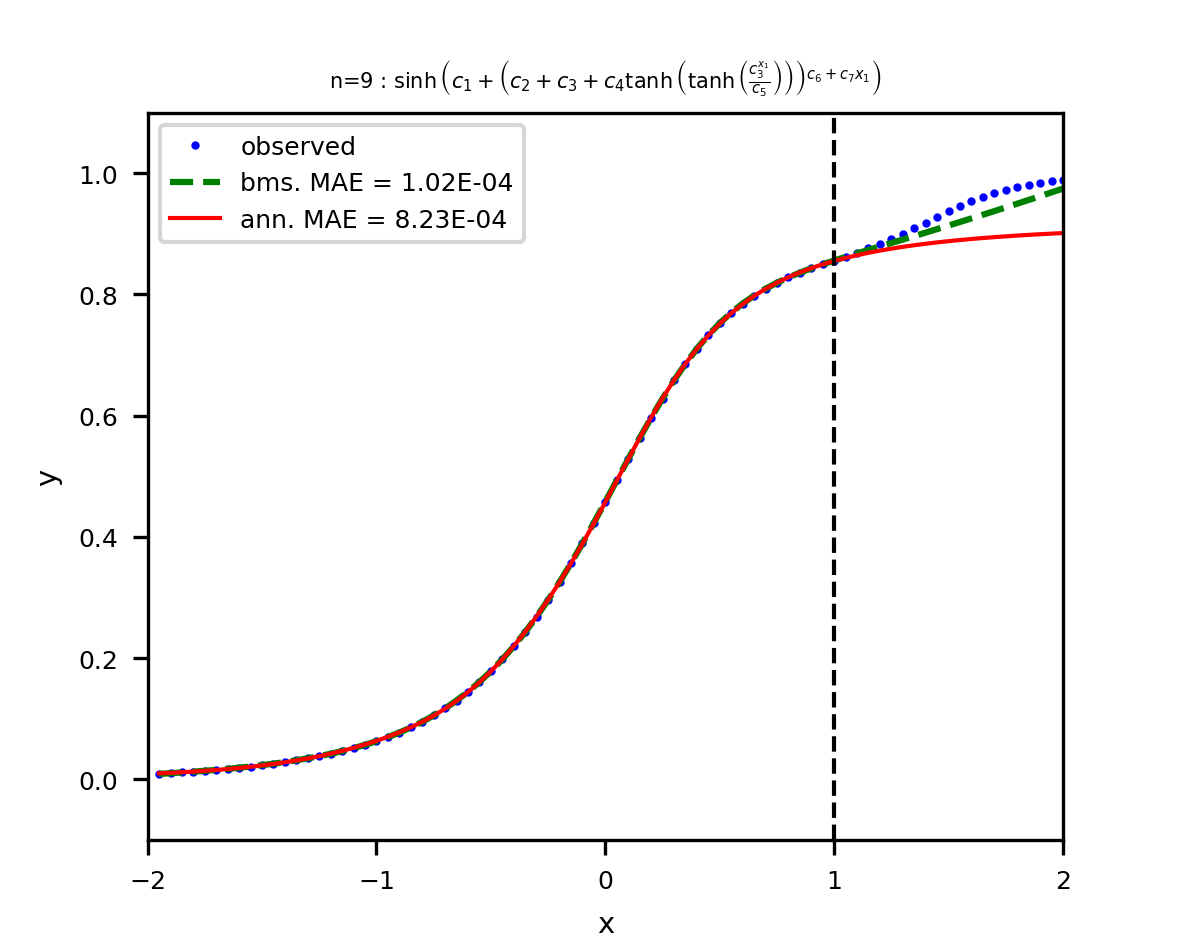 n=9 : sinh(c₁ + (c₂ + c₃ + c₄tanh(tanh(c₃^x₁/c₅)))^(c₆ + c₇x₁))
observed
bms. MAE = 1.02E-04
ann. MAE = 8.23E-04
1.0
0.8
0.6
0.4
0.2
0.0
y
−2 −1 0 1 2
x